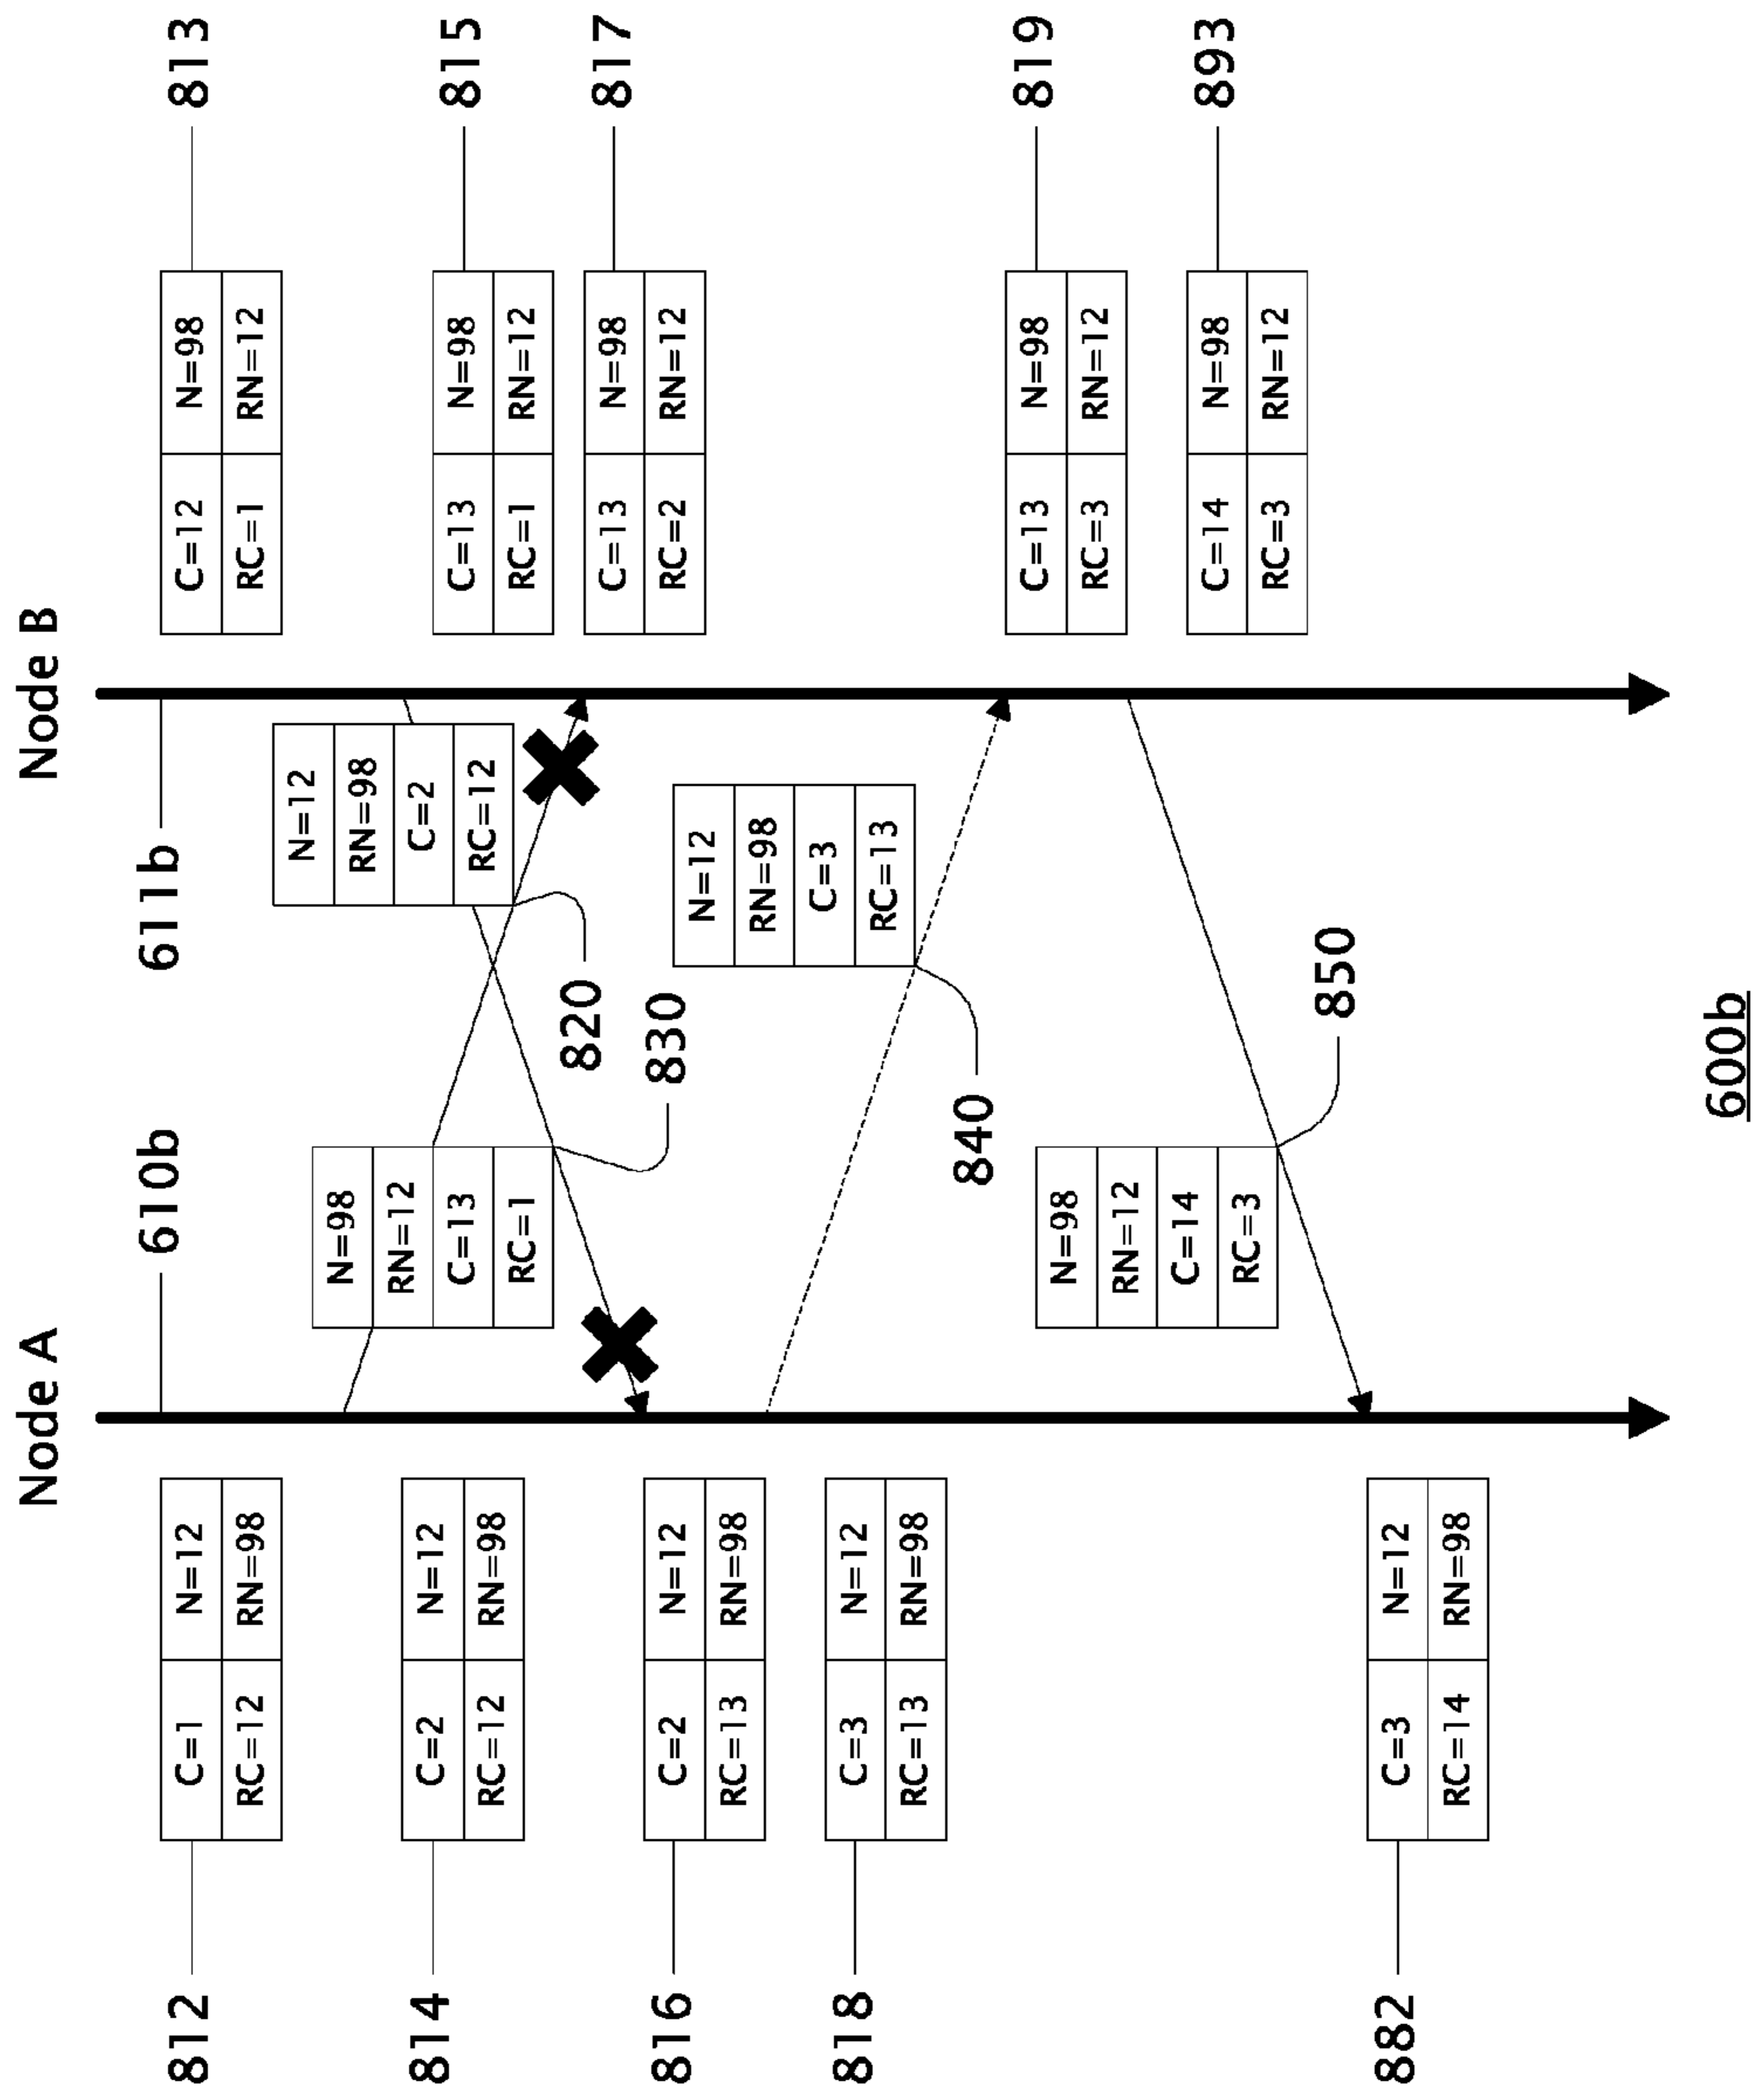 Node A
Node B
610b
611b
812
C=1 N=12
RC=12 RN=98
C=12 N=98
RC=1 RN=12
813
N=12
RN=98
C=2
RC=12
820
N=98
RN=12
C=13
RC=1
830
814
C=2 N=12
RC=12 RN=98
C=13 N=98
RC=1 RN=12
815
C=13 N=98
RC=2 RN=12
817
816
C=2 N=12
RC=13 RN=98
N=12
RN=98
C=3
RC=13
840
818
C=3 N=12
RC=13 RN=98
C=13 N=98
RC=3 RN=12
819
N=98
RN=12
C=14
RC=3
850
C=14 N=98
RC=3 RN=12
893
882
C=3 N=12
RC=14 RN=98
600b